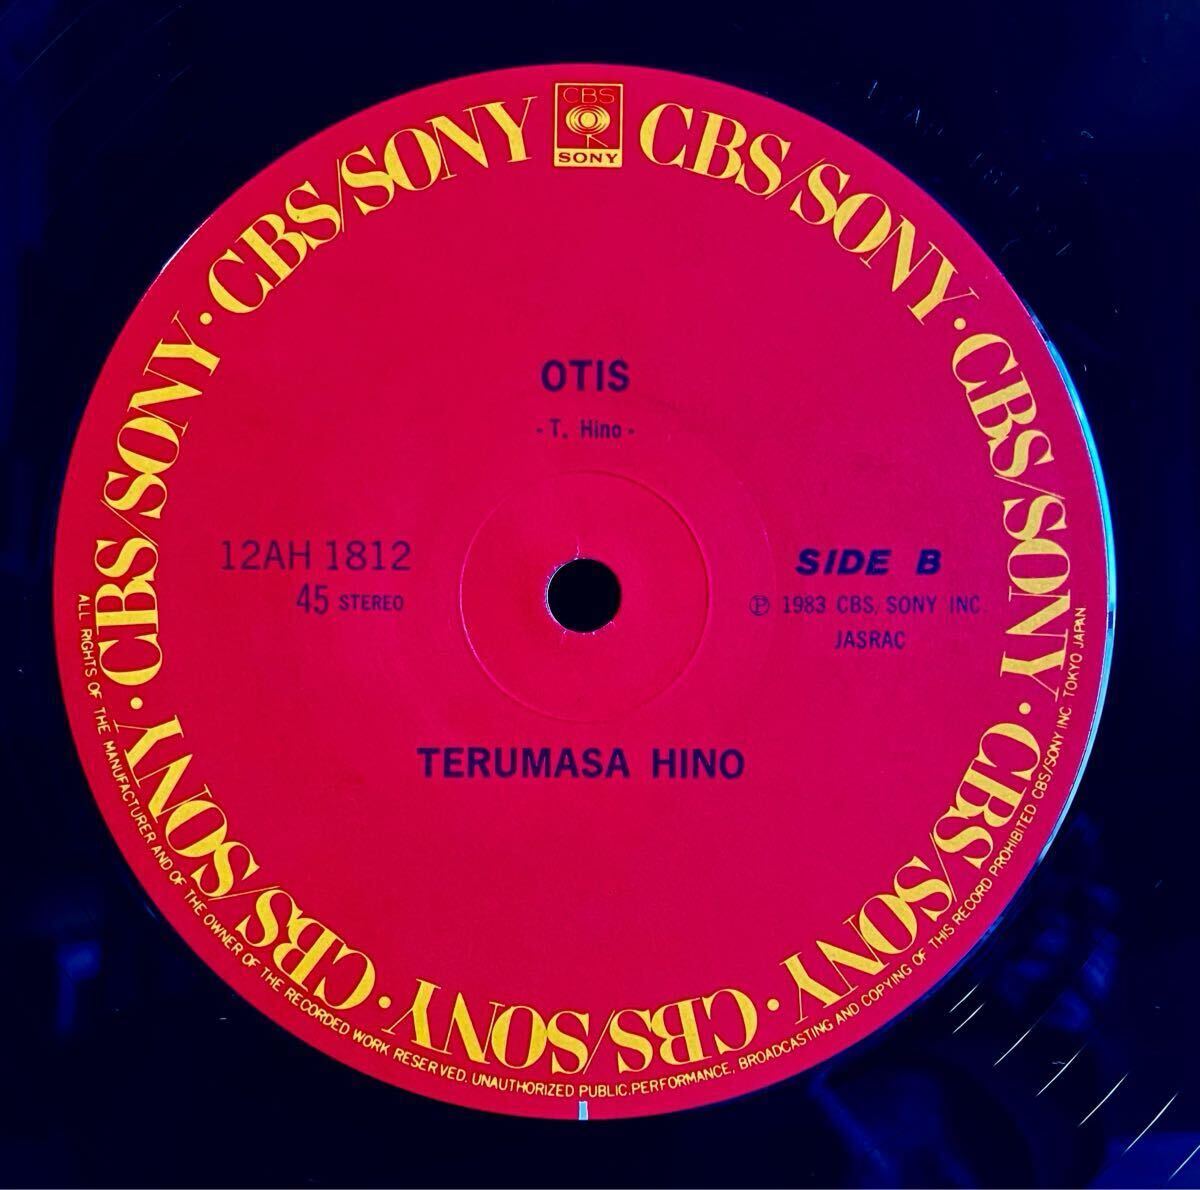 CBS
SONY
CBS/SONY · CBS/SONY · CBS/SONY · CBS/SONY · CBS/SONY · CBS/SONY · CBS/SONY · CBS/SONY
OTIS
- T. Hino -
12AH 1812
45 STEREO
SIDE B
℗ 1983 CBS/SONY INC.
JASRAC
TERUMASA HINO
ALL RIGHTS OF THE MANUFACTURER AND OF THE OWNER OF THE RECORDED WORK RESERVED. UNAUTHORIZED PUBLIC PERFORMANCE, BROADCASTING AND COPYING OF THIS RECORD PROHIBITED CBS/SONY INC. TOKYO JAPAN